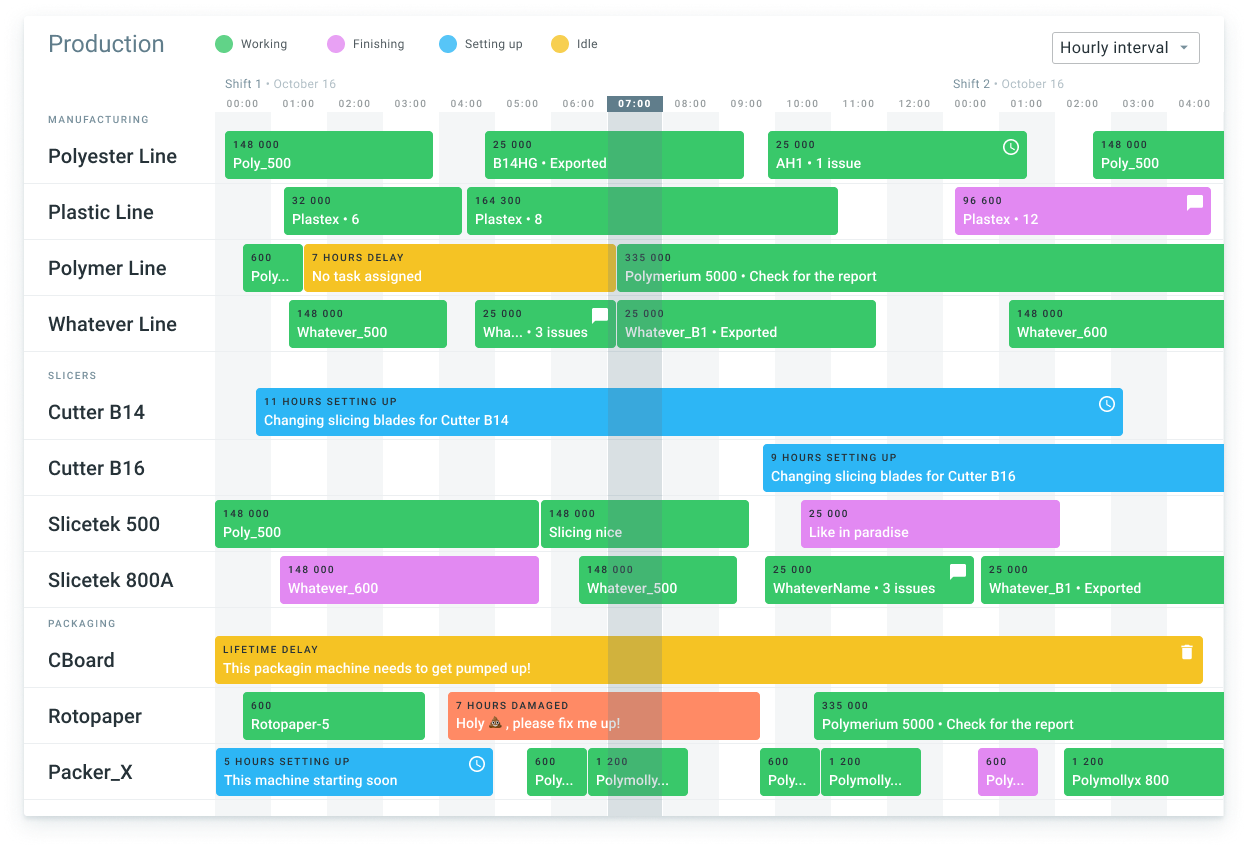 Production
Working
Finishing
Setting up
Idle
Hourly interval
Shift 1 • October 16
Shift 2 • October 16
00:00 01:00 02:00 03:00 04:00 05:00 06:00 07:00 08:00 09:00 10:00 11:00 12:00 00:00 01:00 02:00 03:00 04:00
MANUFACTURING
Polyester Line
148 000
Poly_500
25 000
B14HG • Exported
25 000
AH1 • 1 issue
148 000
Poly_500
Plastic Line
32 000
Plastex • 6
164 300
Plastex • 8
96 600
Plastex • 12
Polymer Line
600
Poly...
7 HOURS DELAY
No task assigned
335 000
Polymerium 5000 • Check for the report
Whatever Line
148 000
Whatever_500
25 000
Wha... • 3 issues
25 000
Whatever_B1 • Exported
148 000
Whatever_600
SLICERS
Cutter B14
11 HOURS SETTING UP
Changing slicing blades for Cutter B14
Cutter B16
9 HOURS SETTING UP
Changing slicing blades for Cutter B16
Slicetek 500
148 000
Poly_500
148 000
Slicing nice
25 000
Like in paradise
Slicetek 800A
148 000
Whatever_600
148 000
Whatever_500
25 000
WhateverName • 3 issues
25 000
Whatever_B1 • Exported
PACKAGING
CBoard
LIFETIME DELAY
This packagin machine needs to get pumped up!
Rotopaper
600
Rotopaper-5
7 HOURS DAMAGED
Holy 💩 , please fix me up!
335 000
Polymerium 5000 • Check for the report
Packer_X
5 HOURS SETTING UP
This machine starting soon
600
Poly...
1 200
Polymolly...
600
Poly...
1 200
Polymolly...
600
Poly...
1 200
Polymollyx 800